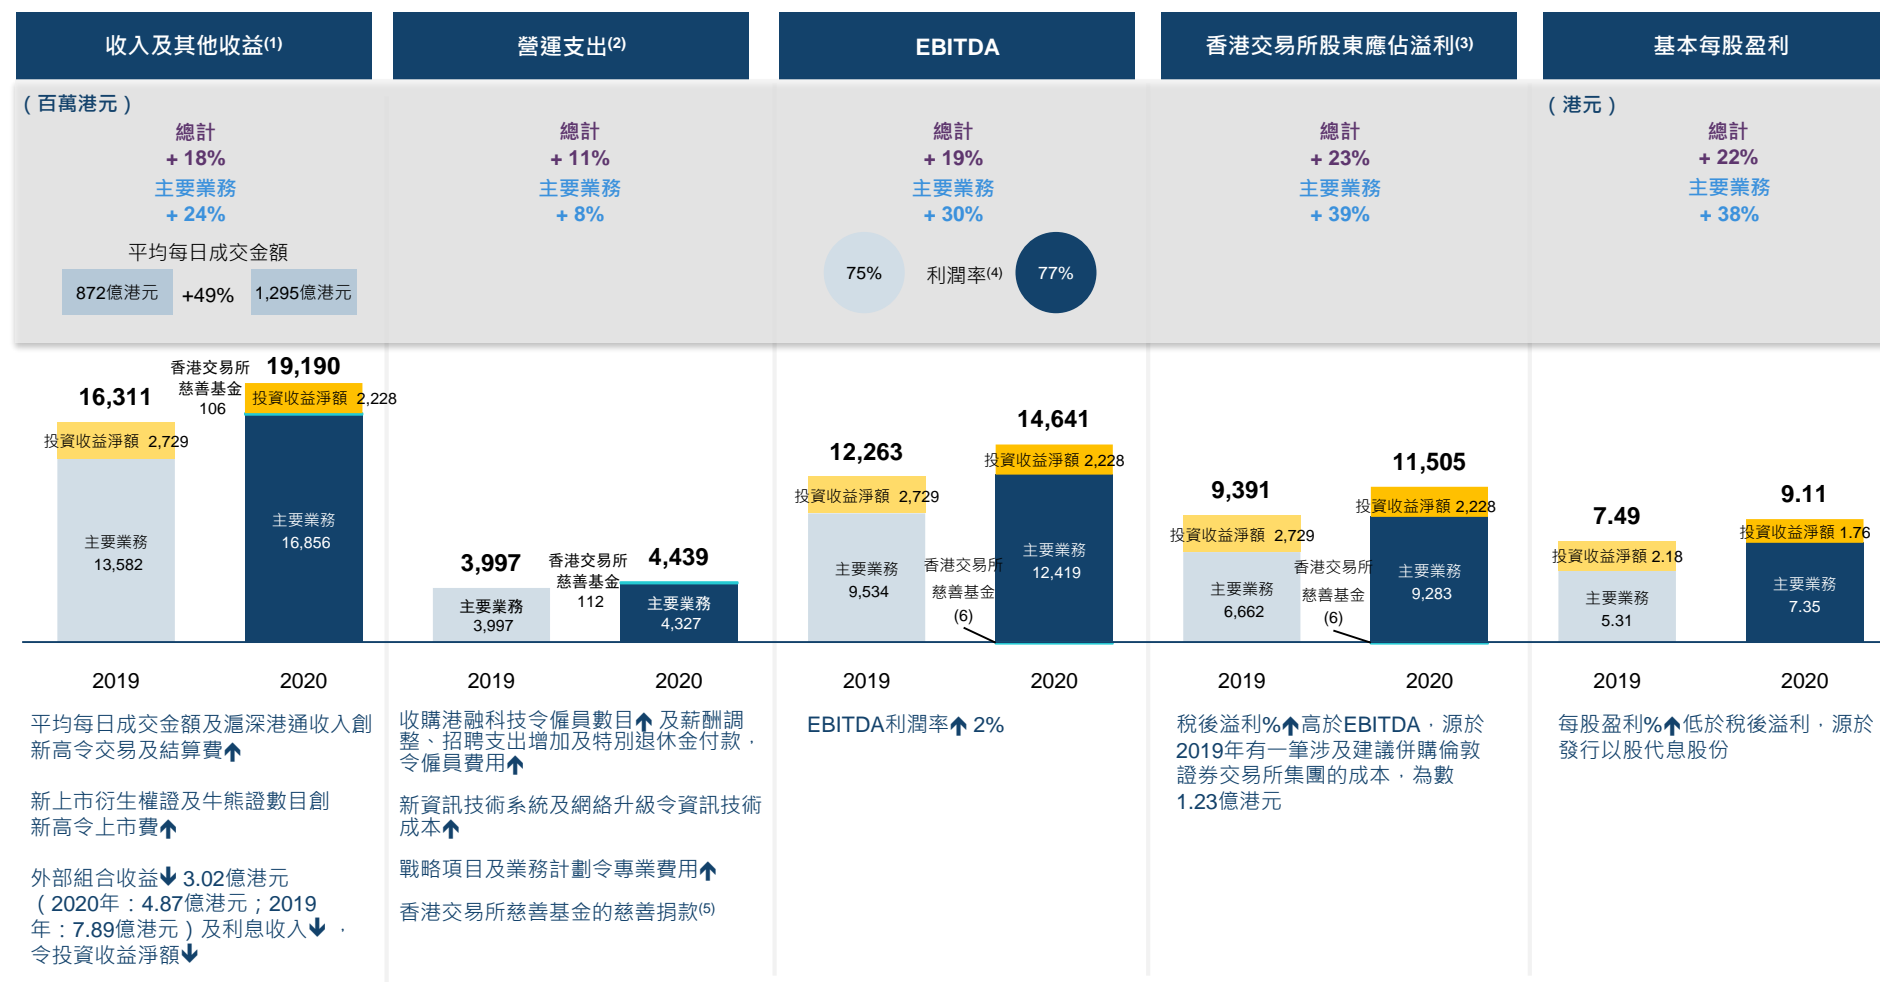 收入及其他收益(1)
營運支出(2)
EBITDA
香港交易所股東應佔溢利(3)
基本每股盈利
(百萬港元)
總計
+ 18%
主要業務
+ 24%
平均每日成交金額
872億港元
+49%
1,295億港元
總計
+ 11%
主要業務
+ 8%
總計
+ 19%
主要業務
+ 30%
75%
利潤率(4)
77%
總計
+ 23%
主要業務
+ 39%
(港元)
總計
+ 22%
主要業務
+ 38%
16,311
投資收益淨額 2,729
主要業務
13,582
香港交易所
慈善基金
106
19,190
投資收益淨額 2,228
主要業務
16,856
2019
2020
3,997
主要業務
3,997
香港交易所
慈善基金
112
4,439
主要業務
4,327
2019
2020
12,263
投資收益淨額 2,729
主要業務
9,534
香港交易所
慈善基金
(6)
14,641
投資收益淨額 2,228
主要業務
12,419
2019
2020
9,391
投資收益淨額 2,729
主要業務
6,662
香港交易所
慈善基金
(6)
11,505
投資收益淨額 2,228
主要業務
9,283
2019
2020
7.49
投資收益淨額 2.18
主要業務
5.31
9.11
投資收益淨額 1.76
主要業務
7.35
2019
2020
平均每日成交金額及滬深港通收入創
新高令交易及結算費↑
新上市衍生權證及牛熊證數目創
新高令上市費↑
外部組合收益↓ 3.02億港元
(2020年:4.87億港元;2019
年:7.89億港元)及利息收入↓,
令投資收益淨額↓
收購港融科技令僱員數目↑ 及薪酬調
整、招聘支出增加及特別退休金付款,
令僱員費用↑
新資訊技術系統及網絡升級令資訊技術
成本↑
戰略項目及業務計劃令專業費用↑
香港交易所慈善基金的慈善捐款(5)
EBITDA利潤率↑ 2%
稅後溢利%↑高於EBITDA,源於
2019年有一筆涉及建議併購倫敦
證券交易所集團的成本,為數
1.23億港元
每股盈利%↑低於稅後溢利,源於
發行以股代息股份